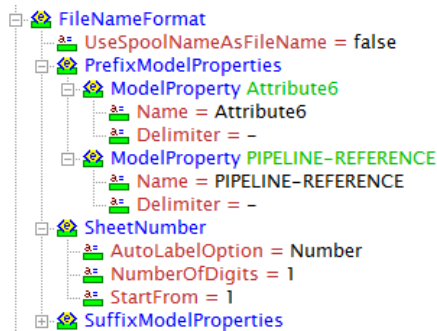 FileNameFormat
UseSpoolNameAsFileName = false
PrefixModelProperties
ModelProperty Attribute6
Name = Attribute6
Delimiter = -
ModelProperty PIPELINE-REFERENCE
Name = PIPELINE-REFERENCE
Delimiter = -
SheetNumber
AutoLabelOption = Number
NumberOfDigits = 1
StartFrom = 1
SuffixModelProperties